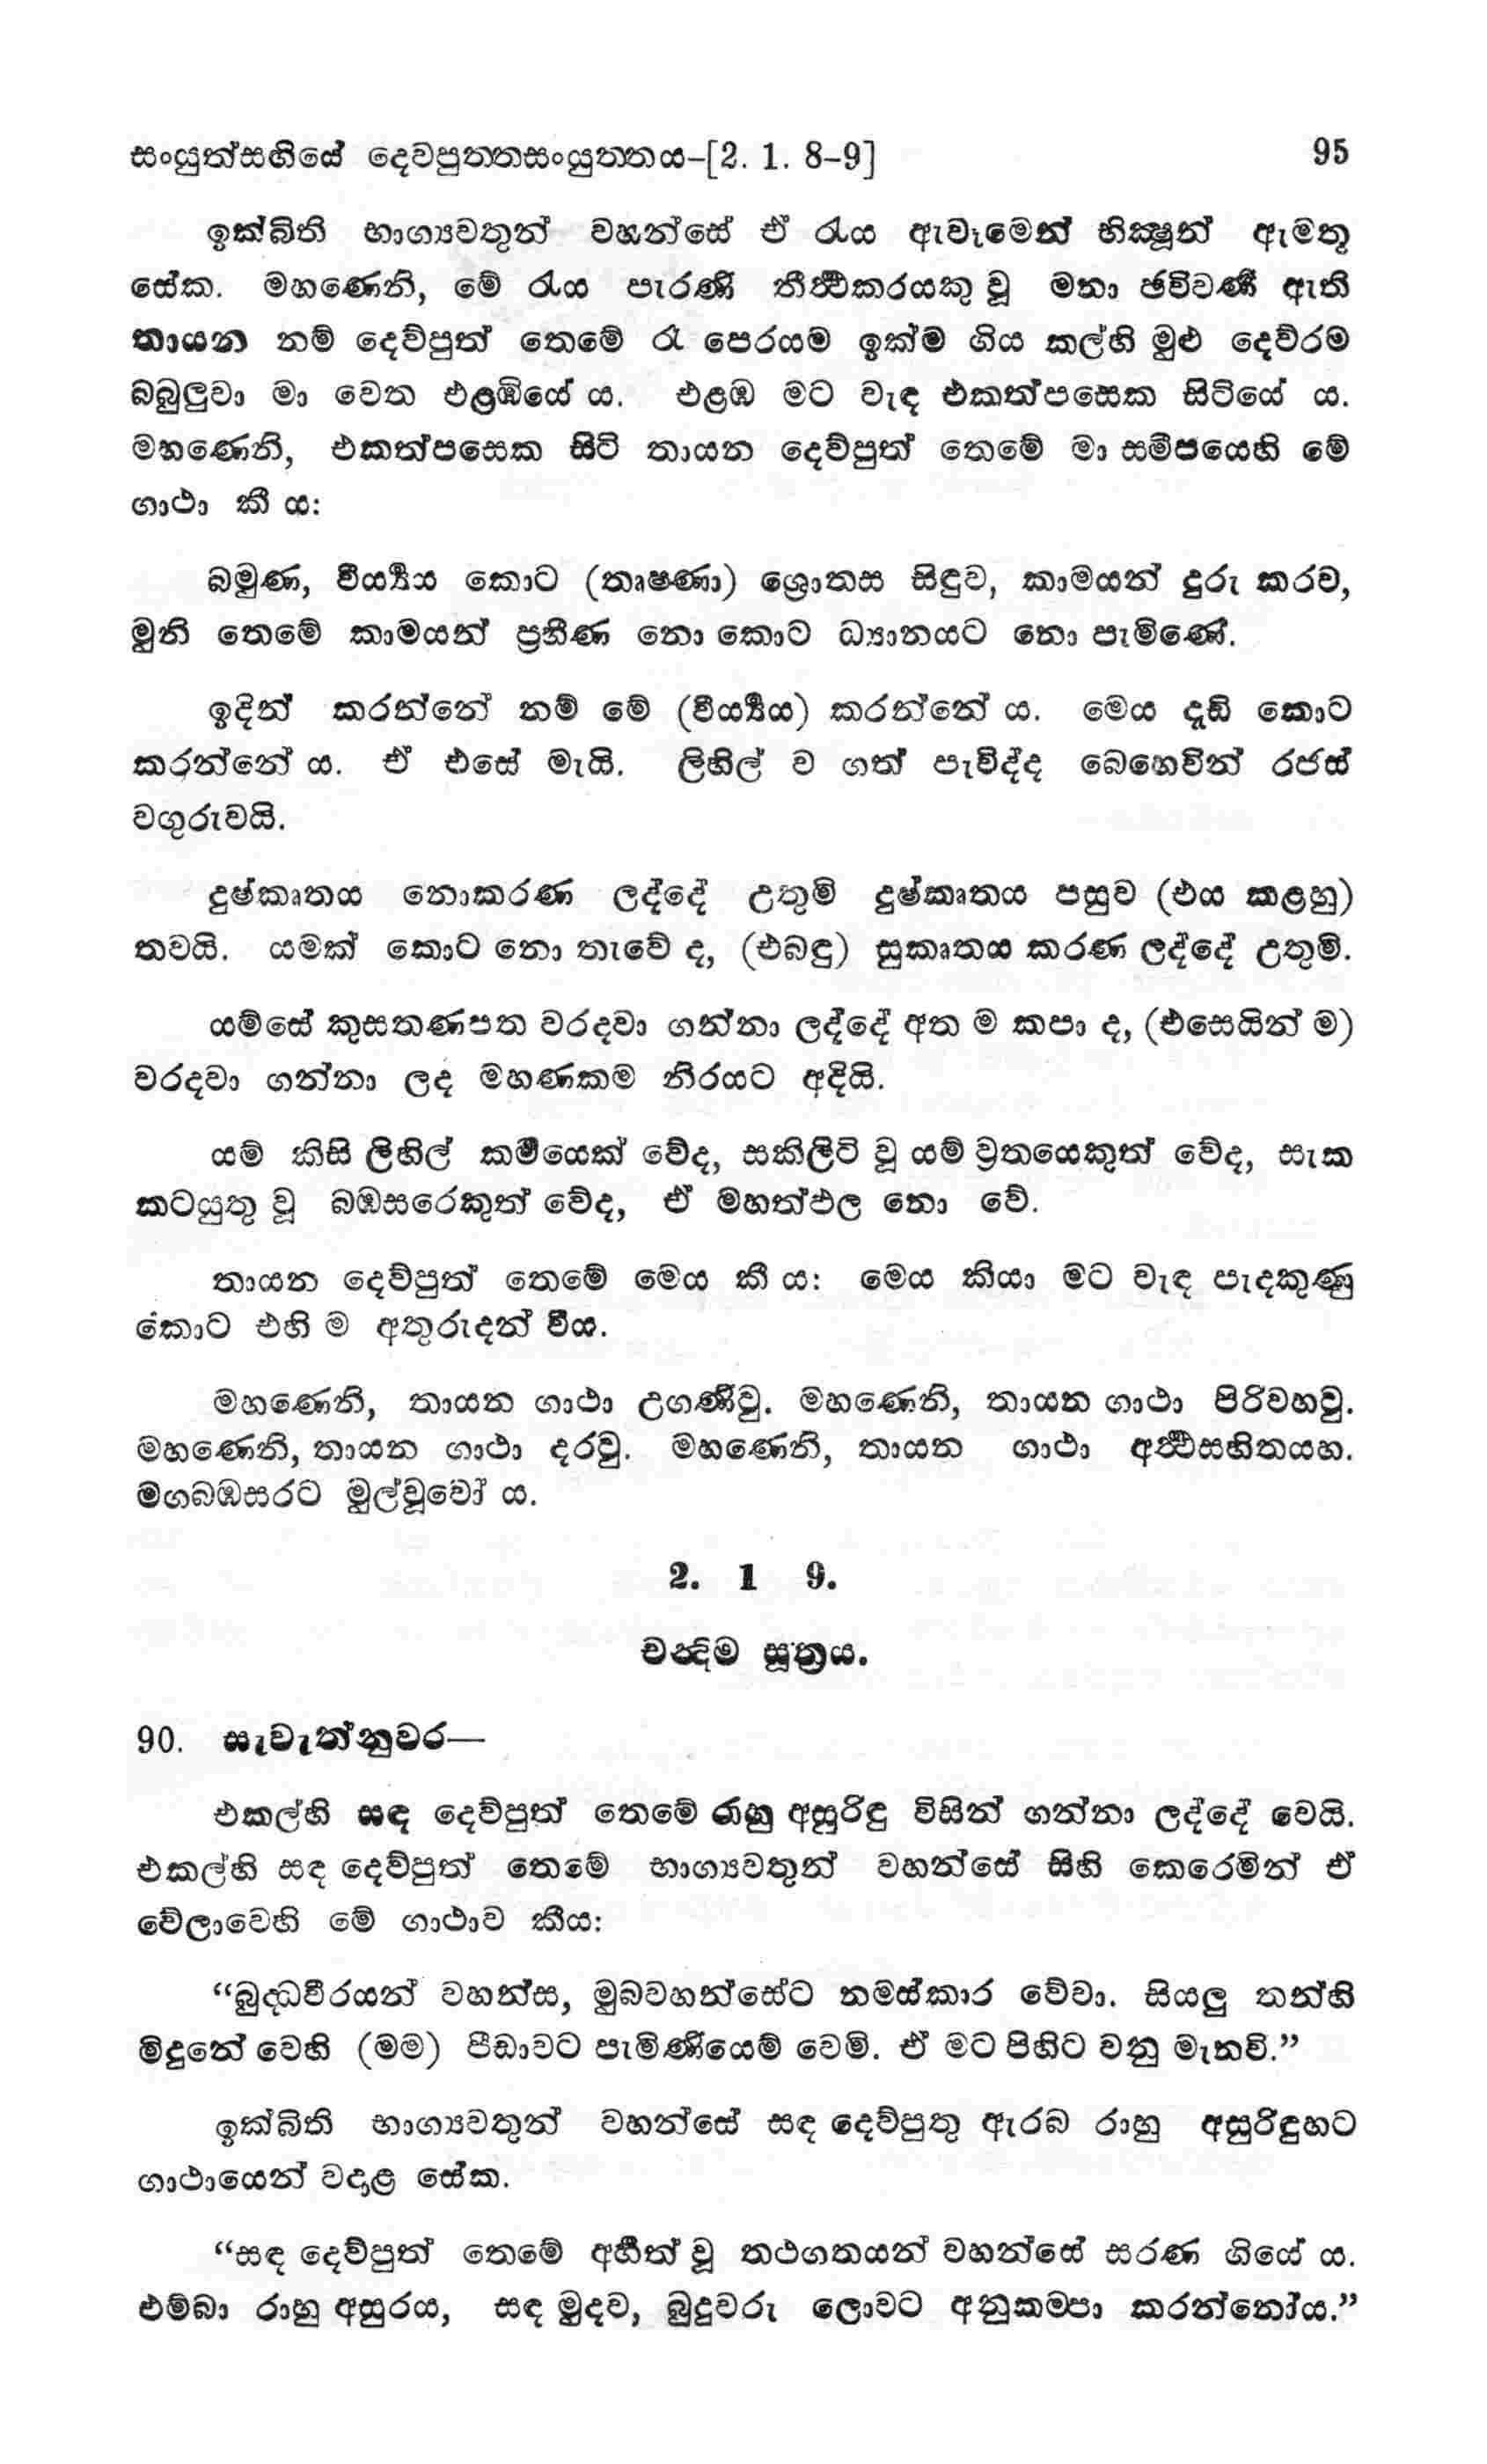 සංයුත්සඟියේ දෙවපුත්තසංයුත්තය–[2. 1. 8–9] 95
ඉක්බිති භාග්‍යවතුන් වහන්සේ ඒ රැය ඇවෑමෙන් භික්‍ෂූන් ඇමතූ
සේක. මහණෙනි, මේ රැය පැරණි තීර්‍ත්‍ථකරයකු වූ මනා ඡවිවර්‍ණ ඇති
තායන නම් දෙව්පුත් තෙමේ රෑ පෙරයම ඉක්ම ගිය කල්හි මුළු දෙව්රම
බබුලුවා මා වෙත එළඹියේ ය. එළඹ මට වැඳ එකත්පසෙක සිටියේ ය.
මහණෙනි, එකත්පසෙක සිටි තායන දෙව්පුත් තෙමේ මා සමීපයෙහි මේ
ගාථා කී ය:
බමුණ, වීර්‍ය්‍යය කොට (තෘෂණා) ශ්‍රොතස සිඳුව, කාමයන් දුරු කරව,
මුනි තෙමේ කාමයන් ප්‍රහීණ නො කොට ධ්‍යානයට නො පැමිණේ.
ඉදින් කරන්නේ නම් මේ (වීර්‍ය්‍යය) කරන්නේ ය. මෙය දැඩි කොට
කරන්නේ ය. ඒ එසේ මැයි. ලිහිල් ව ගත් පැවිද්ද බෙහෙවින් රජස්
වගුරුවයි.
දුෂ්කෘතය නොකරණ ලද්දේ උතුමි දුෂ්කෘතය පසුව (එය කළහු)
තවයි. යමක් කොට නො තැවේ ද, (එබඳු) සුකෘතය කරණ ලද්දේ උතුමි.
යම්සේ කුසතණපත වරදවා ගන්නා ලද්දේ අත ම කපා ද, (එසෙයින් ම)
වරදවා ගන්නා ලද මහණකම නිරයට අදියි.
යම් කිසි ලිහිල් කර්‍මයෙක් වේද, සකිලිටි වූ යම් ව්‍රතයෙකුත් වේද, සැක
කටයුතු වූ බඹසරෙකුත් වේද, ඒ මහත්ඵල නො වේ.
තායන දෙව්පුත් තෙමේ මෙය කී ය: මෙය කියා මට වැඳ පැදකුණු
කොට එහි ම අතුරුදන් විය.
මහණෙනි, තායන ගාථා උගණිවු. මහණෙනි, තායන ගාථා පිරිවහවු.
මහණෙනි, තායන ගාථා දරවු. මහණෙනි, තායන ගාථා අර්‍ත්‍ථසහිතයහ.
මගබඹසරට මුල්වූවෝ ය.
2. 1 9.
චන්‍දිම සූත්‍රය.
90. සැවැත්නුවර—
එකල්හි සඳ දෙව්පුත් තෙමේ රාහු අසුරිඳු විසින් ගන්නා ලද්දේ වෙයි.
එකල්හි සඳ දෙව්පුත් තෙමේ භාග්‍යවතුන් වහන්සේ සිහි කෙරෙමින් ඒ
වේලාවෙහි මේ ගාථාව කීය:
“බුද්‍ධවීරයන් වහන්ස, මුබවහන්සේට නමස්කාර වේවා. සියලු තන්හි
මිදුනේ වෙහි (මම) පීඩාවට පැමිණියෙම් වෙමි. ඒ මට පිහිට වනු මැනවි.”
ඉක්බිති භාග්‍යවතුන් වහන්සේ සඳ දෙව්පුතු ඇරබ රාහු අසුරිඳුහට
ගාථායෙන් වදාළ සේක.
“සඳ දෙව්පුත් තෙමේ අර්‍හත් වූ තථගතයන් වහන්සේ සරණ ගියේ ය.
එම්බා රාහු අසුරය, සඳ මුදව, බුදුවරු ලොවට අනුකම්පා කරන්නෝය.”